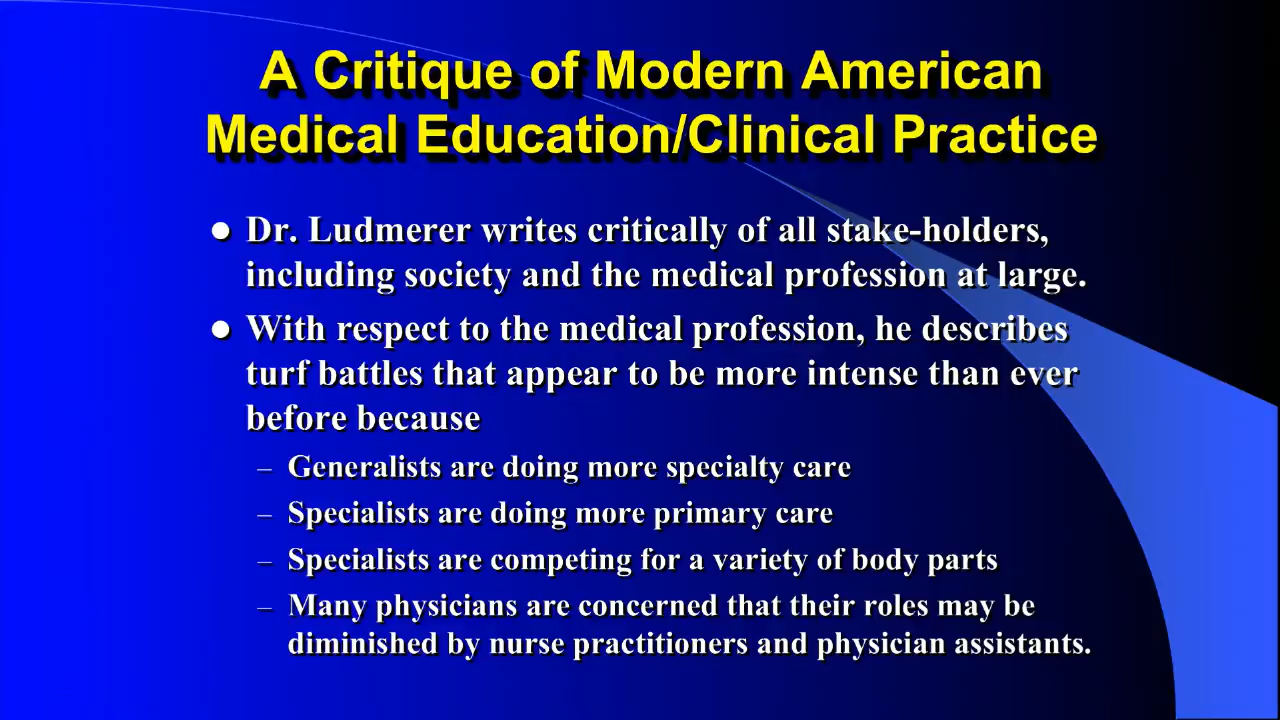 A Critique of Modern American
Medical Education/Clinical Practice
● Dr. Ludmerer writes critically of all stake-holders,
including society and the medical profession at large.
● With respect to the medical profession, he describes
turf battles that appear to be more intense than ever
before because
– Generalists are doing more specialty care
– Specialists are doing more primary care
– Specialists are competing for a variety of body parts
– Many physicians are concerned that their roles may be
diminished by nurse practitioners and physician assistants.